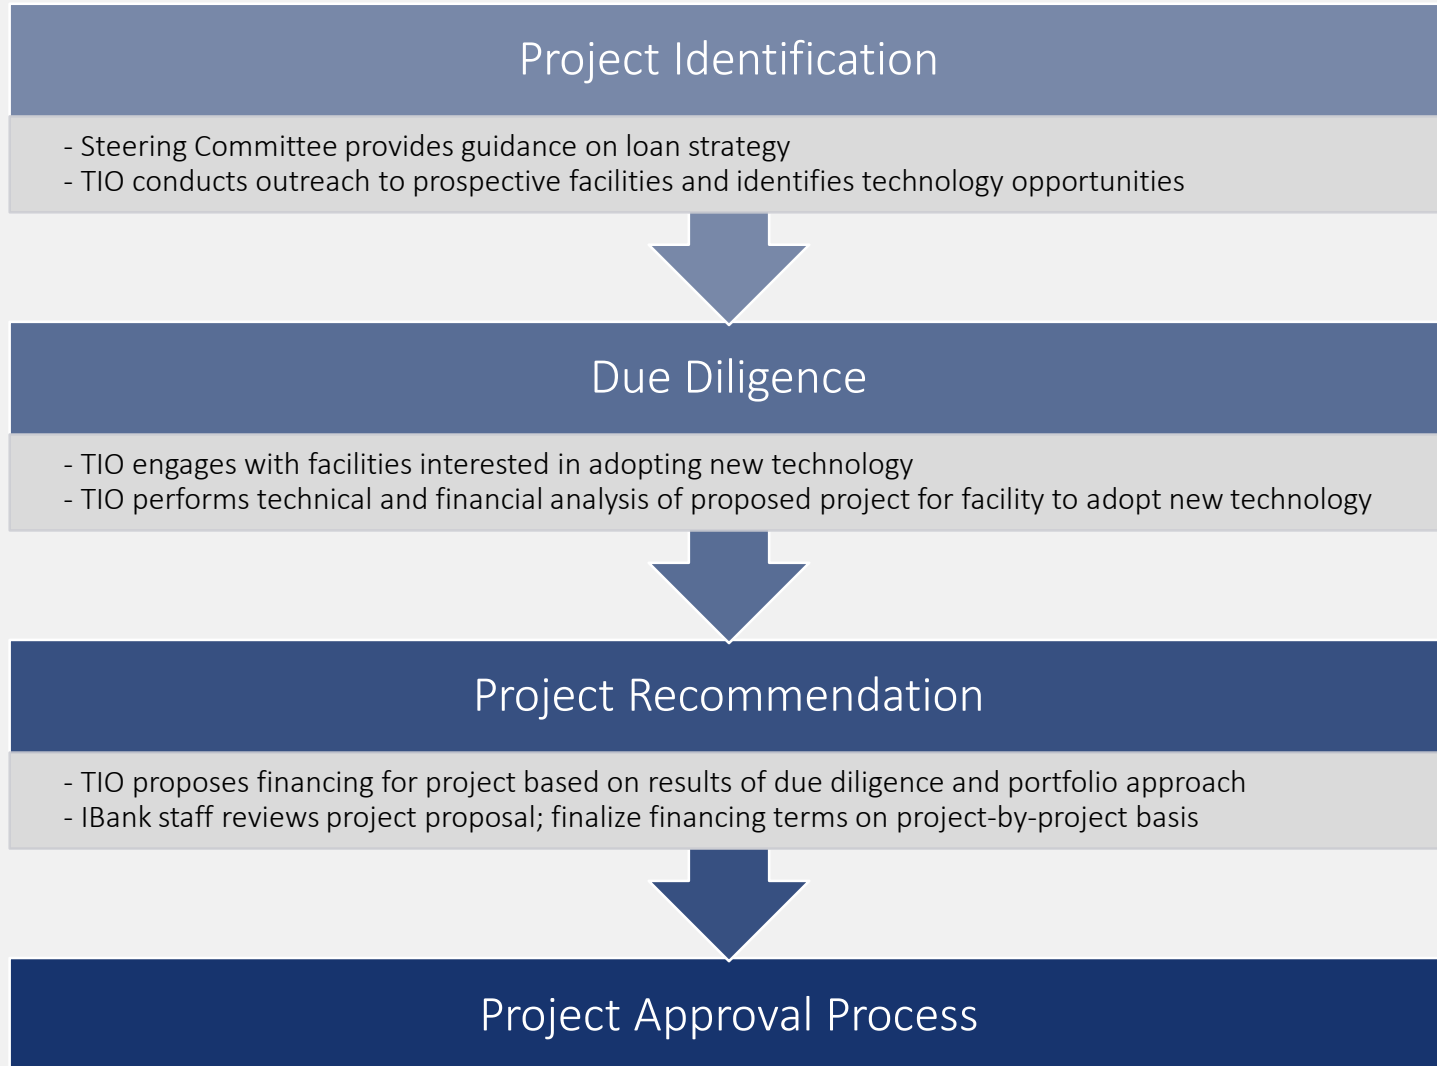 Project Identification
- Steering Committee provides guidance on loan strategy
- TIO conducts outreach to prospective facilities and identifies technology opportunities
Due Diligence
- TIO engages with facilities interested in adopting new technology
- TIO performs technical and financial analysis of proposed project for facility to adopt new technology
Project Recommendation
- TIO proposes financing for project based on results of due diligence and portfolio approach
- IBank staff reviews project proposal; finalize financing terms on project-by-project basis
Project Approval Process